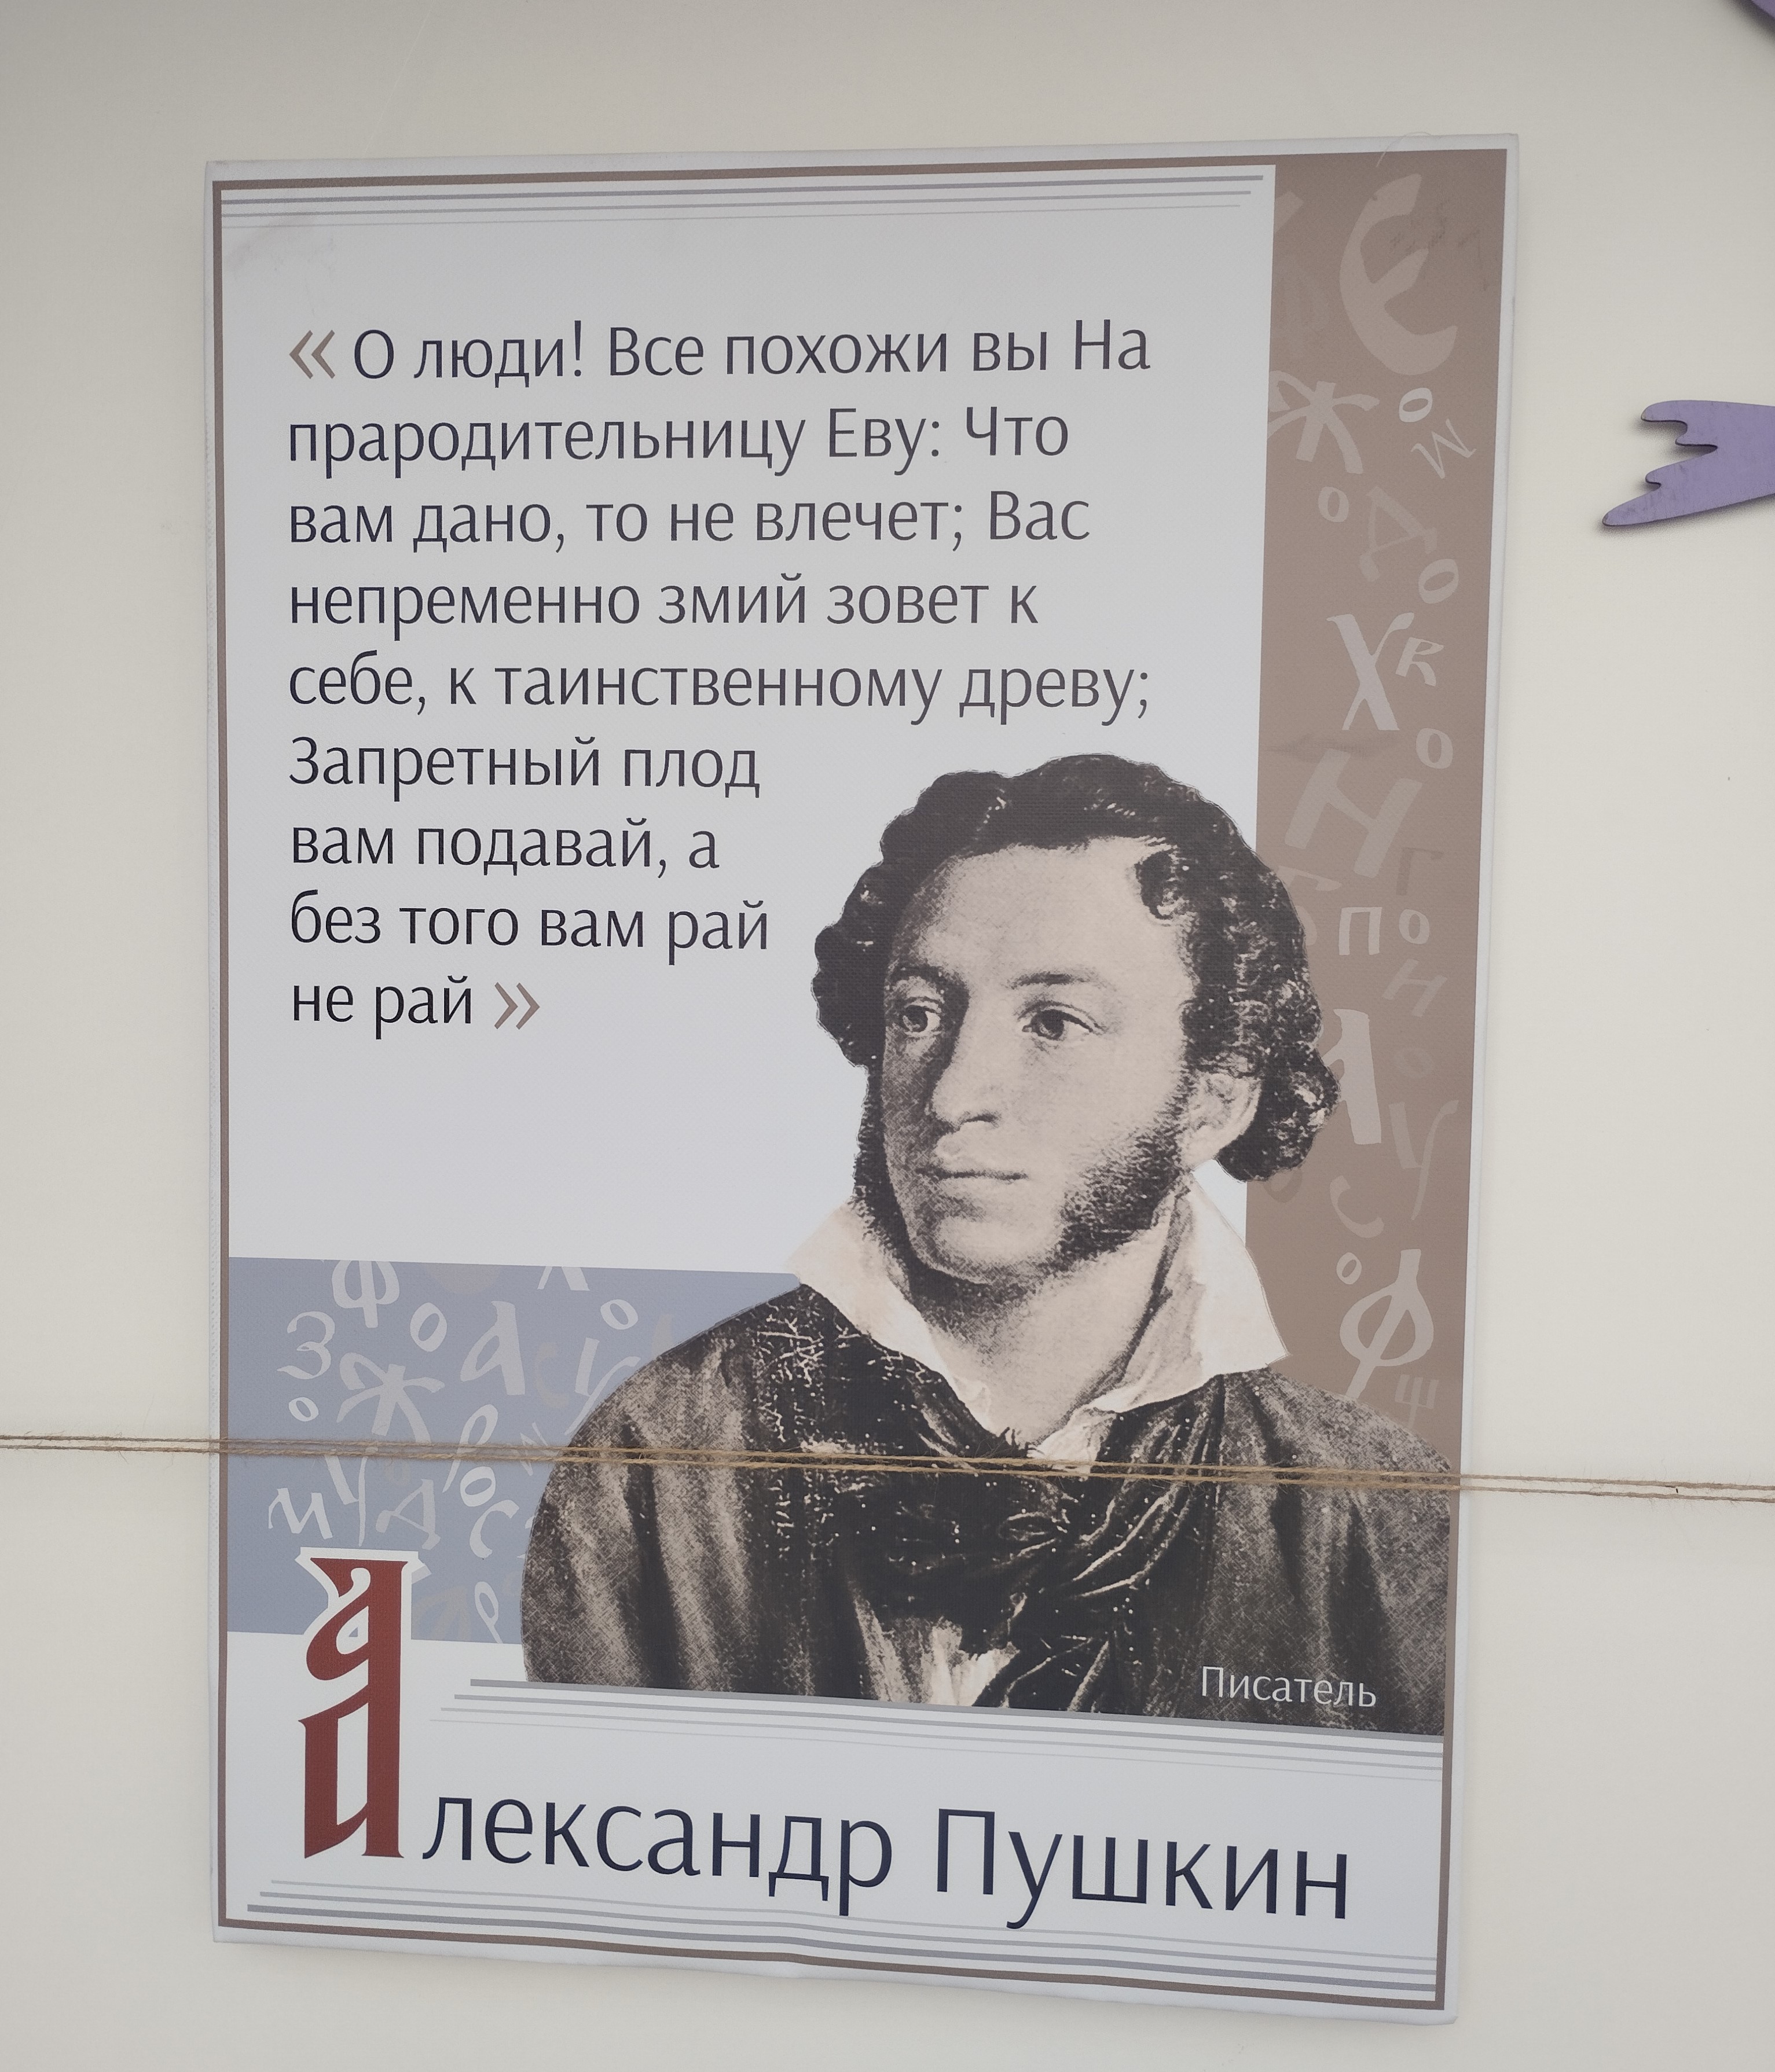 « О люди! Все похожи вы На
прародительницу Еву: Что
вам дано, то не влечет; Вас
непременно змий зовет к
себе, к таинственному древу;
Запретный плод
вам подавай, а
без того вам рай
не рай »
Писатель
Александр Пушкин